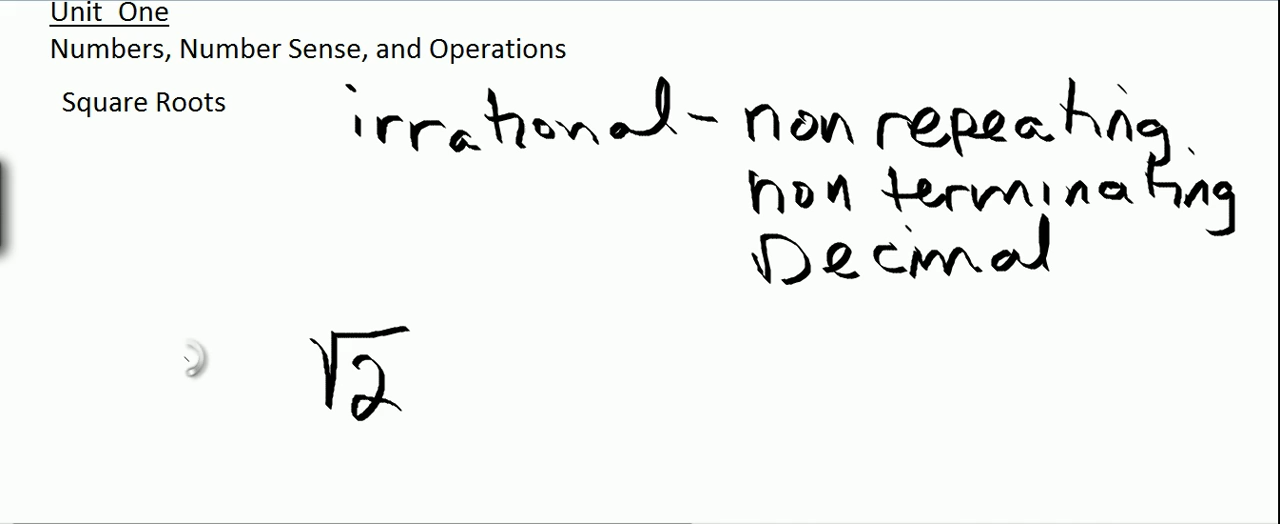 Unit One
Numbers, Number Sense, and Operations
Square Roots
irrational - non repeating
non terminating
Decimal
√2